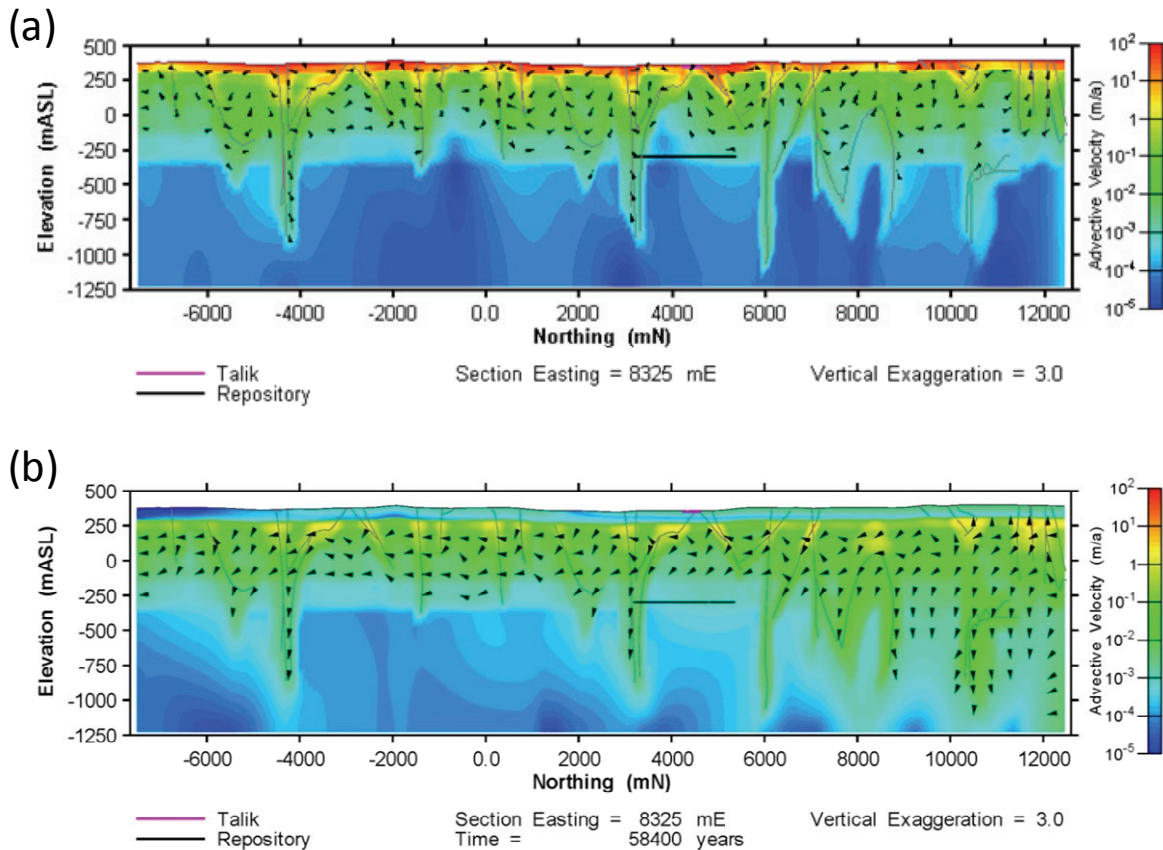 (a)
500
250
0
-250
-500
-750
-1000
-1250
Elevation (mASL)
-6000 -4000 -2000 0.0 2000 4000 6000 8000 10000 12000
Northing (mN)
10² 10¹ 1 10⁻¹ 10⁻² 10⁻³ 10⁻⁴ 10⁻⁵
Advective Velocity (m/a)
Talik Section Easting = 8325 mE Vertical Exaggeration = 3.0
Repository
(b)
500
250
0
-250
-500
-750
-1000
-1250
Elevation (mASL)
-6000 -4000 -2000 0.0 2000 4000 6000 8000 10000 12000
Northing (mN)
10² 10¹ 1 10⁻¹ 10⁻² 10⁻³ 10⁻⁴ 10⁻⁵
Advective Velocity (m/a)
Talik Section Easting = 8325 mE Vertical Exaggeration = 3.0
Repository Time = 58400 years